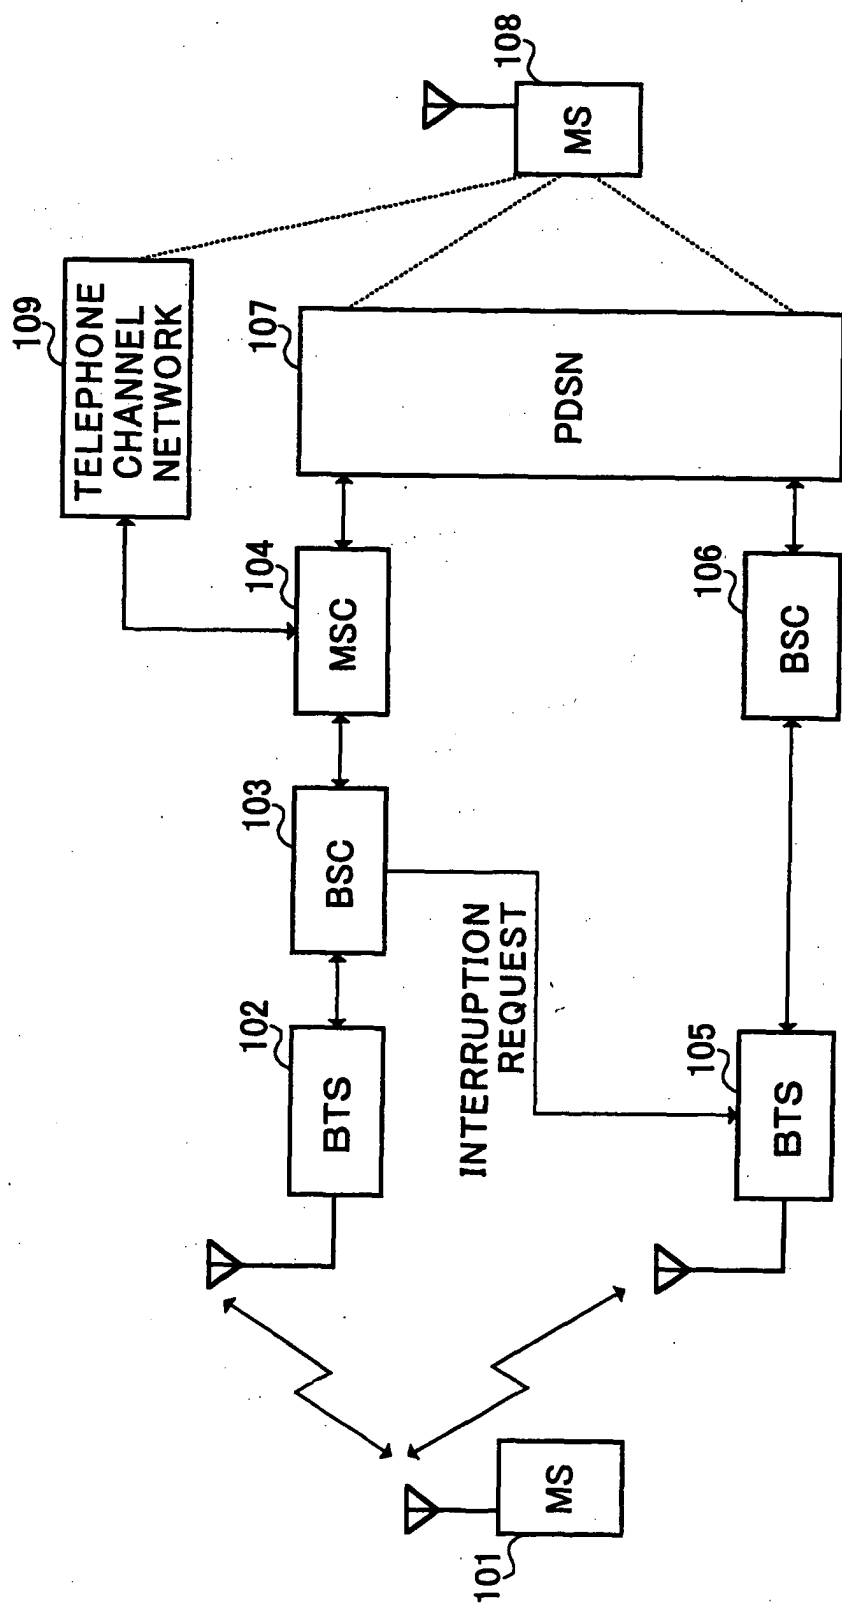 109
TELEPHONE
CHANNEL
NETWORK
108
MS
107
PDSN
104
MSC
103
BSC
102
BTS
106
BSC
105
BTS
INTERRUPTION
REQUEST
101
MS